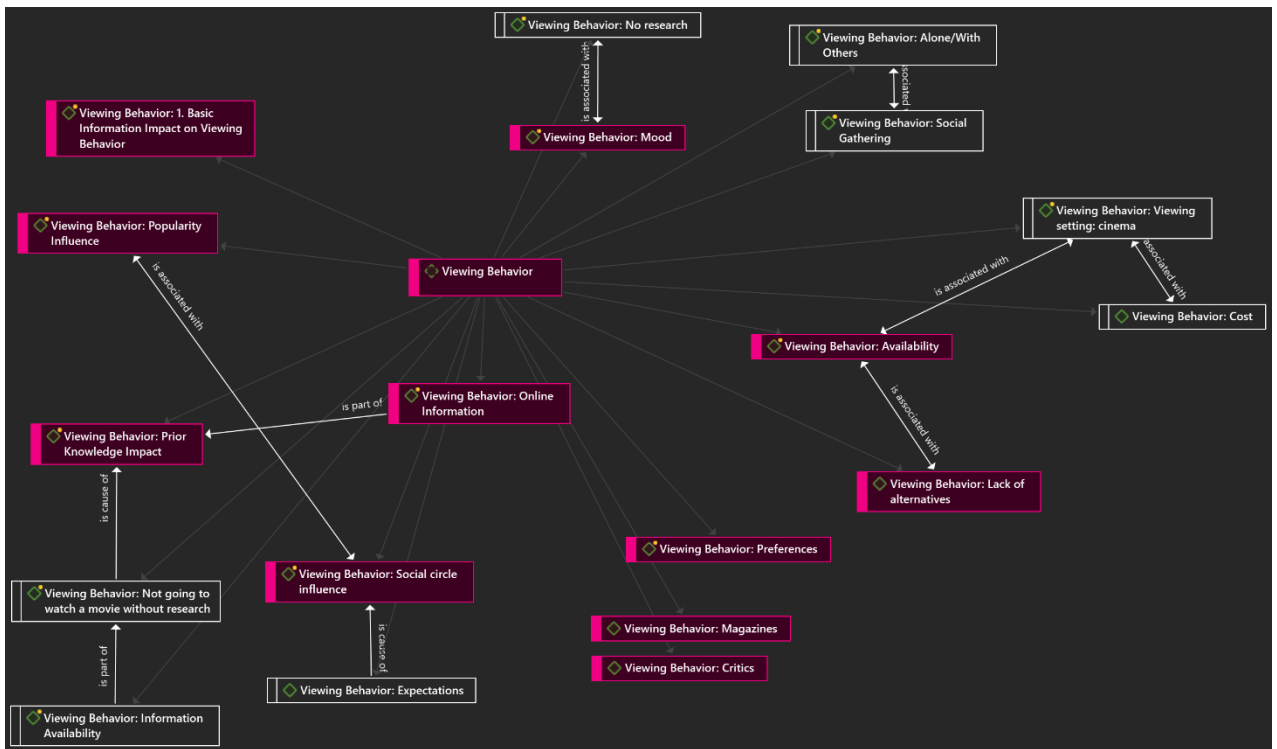 Viewing Behavior: No research
Viewing Behavior: Alone/With
Others
is associated with
associated w
Viewing Behavior: 1. Basic
Information Impact on Viewing
Behavior
Viewing Behavior: Mood
Viewing Behavior: Social
Gathering
Viewing Behavior: Viewing
setting: cinema
Viewing Behavior: Popularity
Influence
is associated with
associated with
Viewing Behavior
is associated with
Viewing Behavior: Cost
Viewing Behavior: Availability
Viewing Behavior: Online
Information
is part of
is associated with
Viewing Behavior: Prior
Knowledge Impact
Viewing Behavior: Lack of
alternatives
is cause of
Viewing Behavior: Preferences
Viewing Behavior: Social circle
influence
Viewing Behavior: Not going to
watch a movie without research
Viewing Behavior: Magazines
is part of
is cause of
Viewing Behavior: Critics
Viewing Behavior: Expectations
Viewing Behavior: Information
Availability